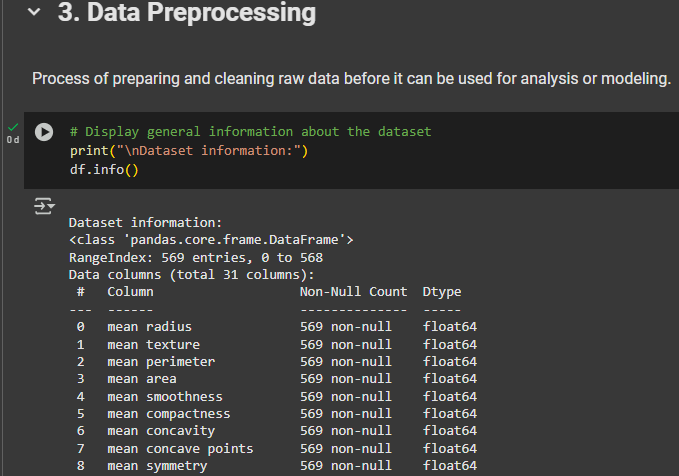 3. Data Preprocessing
Process of preparing and cleaning raw data before it can be used for analysis or modeling.
0 d
# Display general information about the dataset
print("\nDataset information:")
df.info()
Dataset information:
<class 'pandas.core.frame.DataFrame'>
RangeIndex: 569 entries, 0 to 568
Data columns (total 31 columns):
 #   Column                   Non-Null Count  Dtype
---  ------                   --------------  -----
 0   mean radius              569 non-null    float64
 1   mean texture             569 non-null    float64
 2   mean perimeter           569 non-null    float64
 3   mean area                569 non-null    float64
 4   mean smoothness          569 non-null    float64
 5   mean compactness         569 non-null    float64
 6   mean concavity           569 non-null    float64
 7   mean concave points      569 non-null    float64
 8   mean symmetry            569 non-null    float64